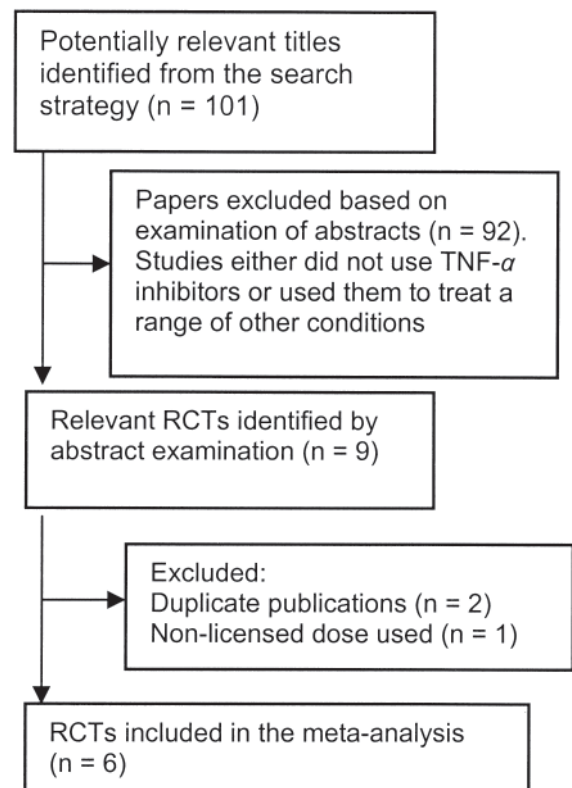 Potentially relevant titles
identified from the search
strategy (n = 101)
Papers excluded based on
examination of abstracts (n = 92).
Studies either did not use TNF-α
inhibitors or used them to treat a
range of other conditions
Relevant RCTs identified by
abstract examination (n = 9)
Excluded:
Duplicate publications (n = 2)
Non-licensed dose used (n = 1)
RCTs included in the meta-analysis
(n = 6)